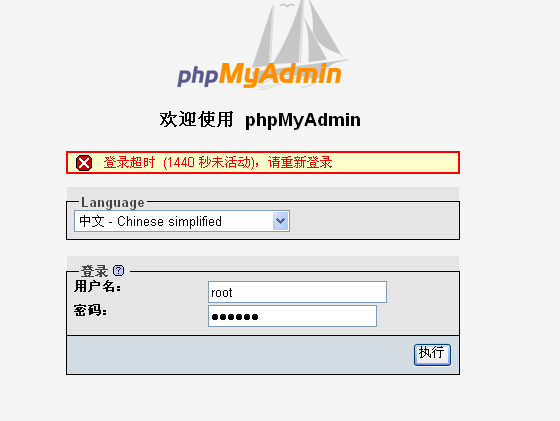 phpMyAdmin
欢迎使用 phpMyAdmin
登录超时 (1440 秒未活动)，请重新登录
Language
中文 - Chinese simplified
登录 ?
用户名：
root
密码：
●●●●●●
执行